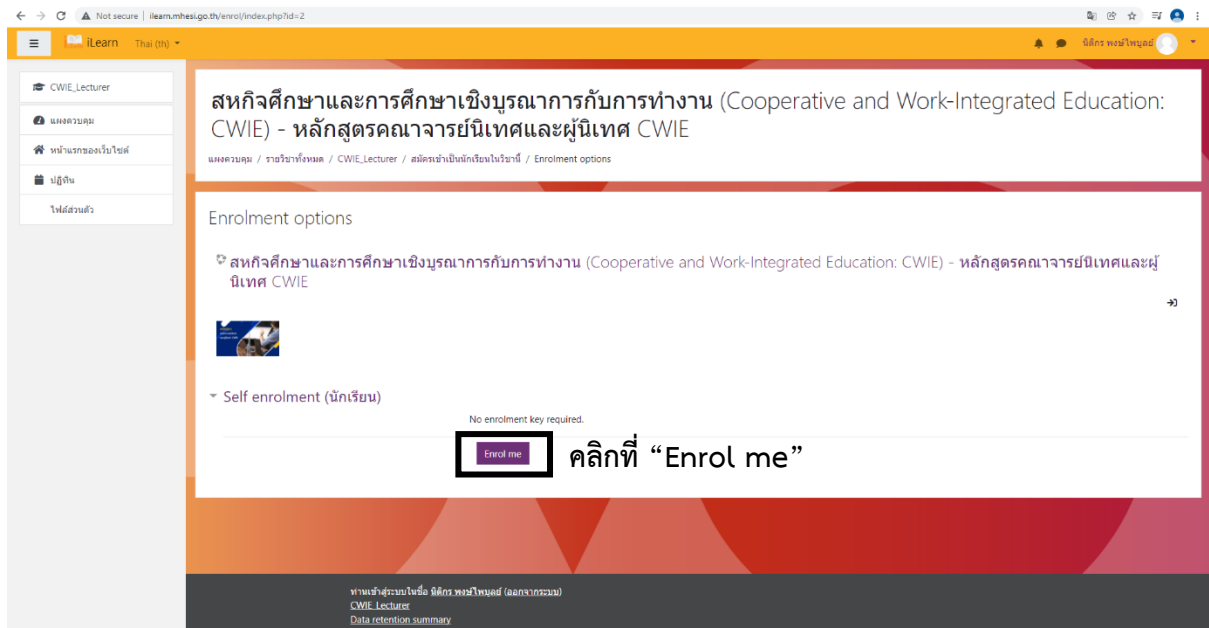 Not secure | ilearn.mhesi.go.th/enrol/index.php?id=2
iLearn Thai (th)
นิติกร พงษ์ไพบูลย์
CWIE_Lecturer
แผงควบคุม
หน้าแรกของเว็บไซต์
ปฏิทิน
ไฟล์ส่วนตัว
สหกิจศึกษาและการศึกษาเชิงบูรณาการกับการทำงาน (Cooperative and Work-Integrated Education:
CWIE) - หลักสูตรคณาจารย์นิเทศและผู้นิเทศ CWIE
แผงควบคุม / รายวิชาทั้งหมด / CWIE_Lecturer / สมัครเข้าเป็นนักเรียนในวิชานี้ / Enrolment options
Enrolment options
สหกิจศึกษาและการศึกษาเชิงบูรณาการกับการทำงาน (Cooperative and Work-Integrated Education: CWIE) - หลักสูตรคณาจารย์นิเทศและผู้
นิเทศ CWIE
Self enrolment (นักเรียน)
No enrolment key required.
Enrol me
คลิกที่ “Enrol me”
ท่านเข้าสู่ระบบในชื่อ นิติกร พงษ์ไพบูลย์ (ออกจากระบบ)
CWIE_Lecturer
Data retention summary